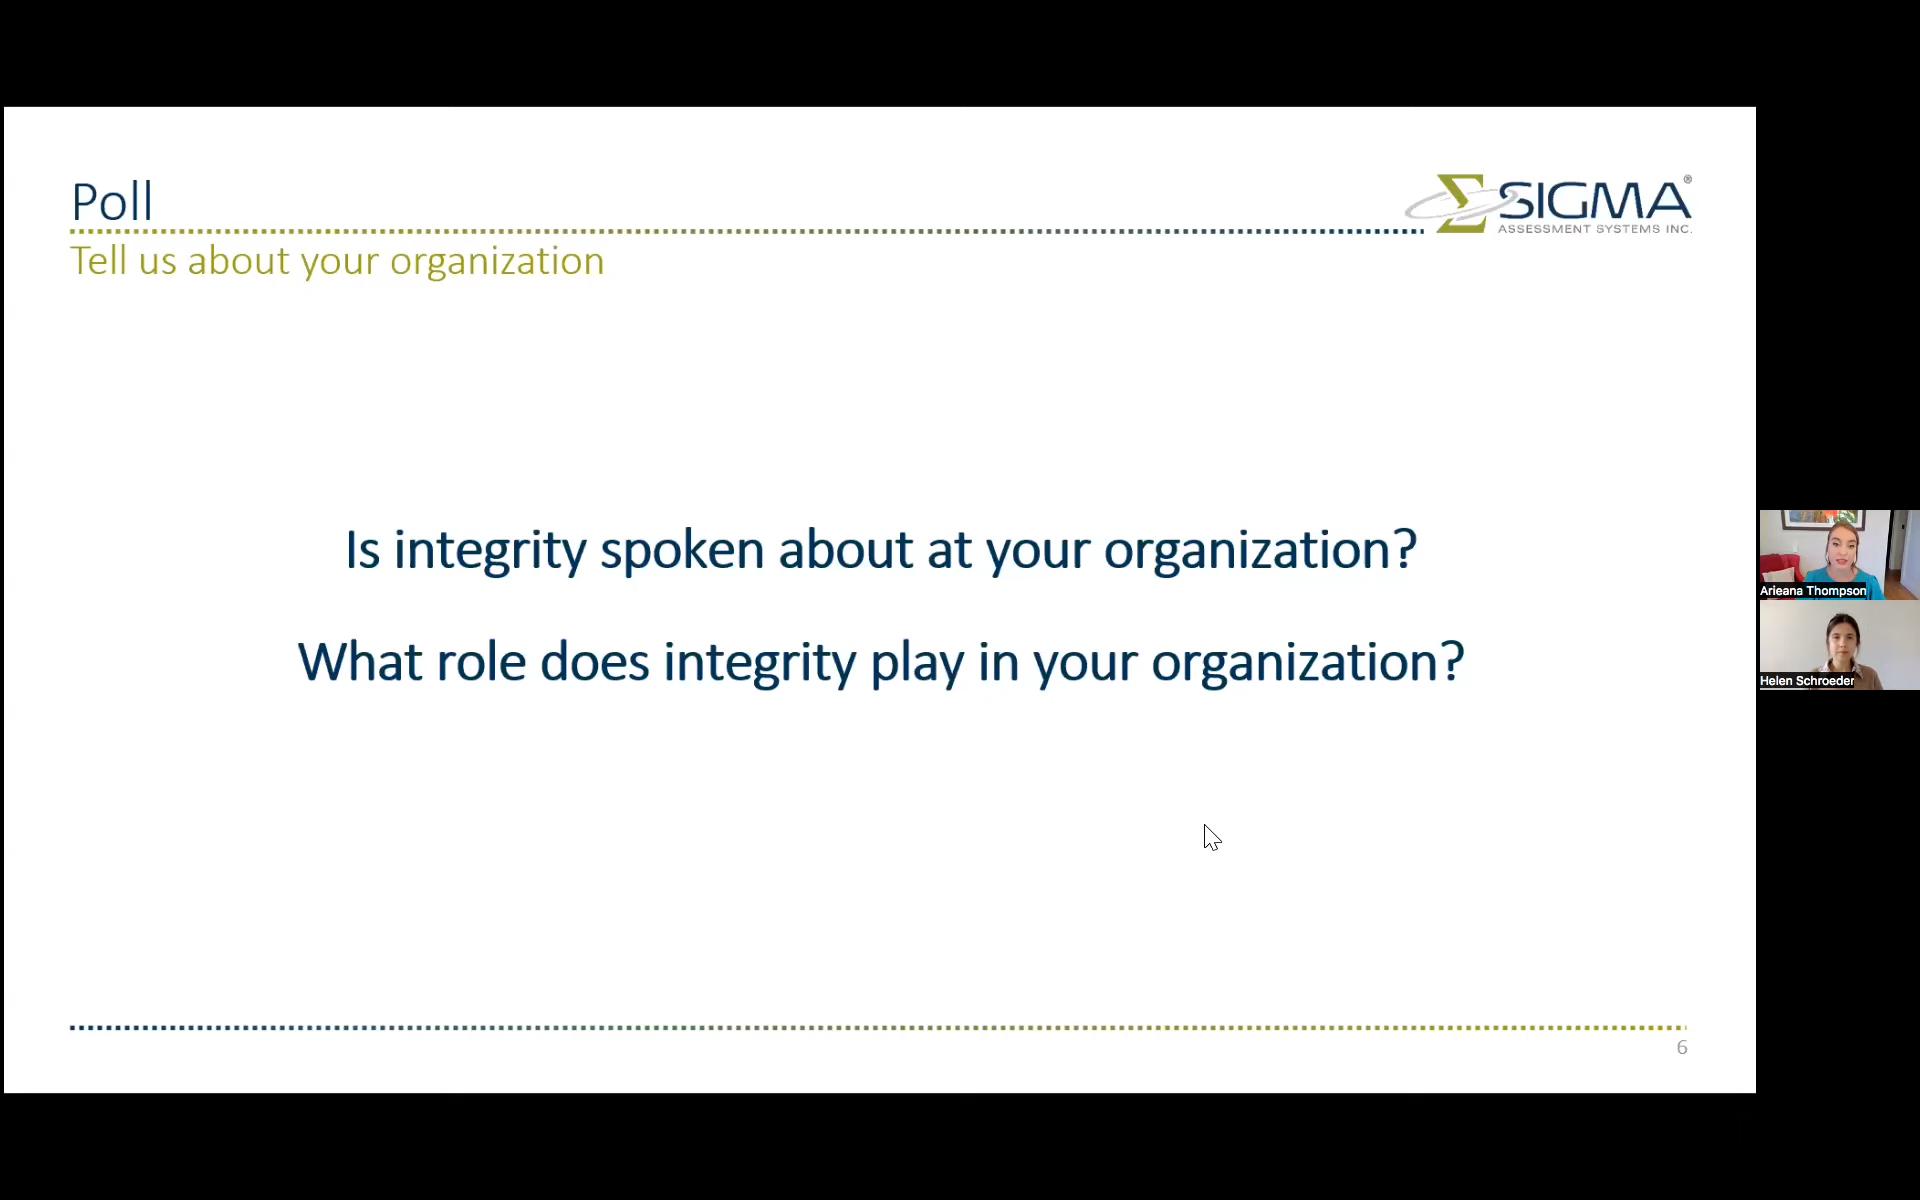 Poll
SIGMA®
ASSESSMENT SYSTEMS INC.
Tell us about your organization
Is integrity spoken about at your organization?
What role does integrity play in your organization?
Arieana Thompson
Helen Schroeder
6